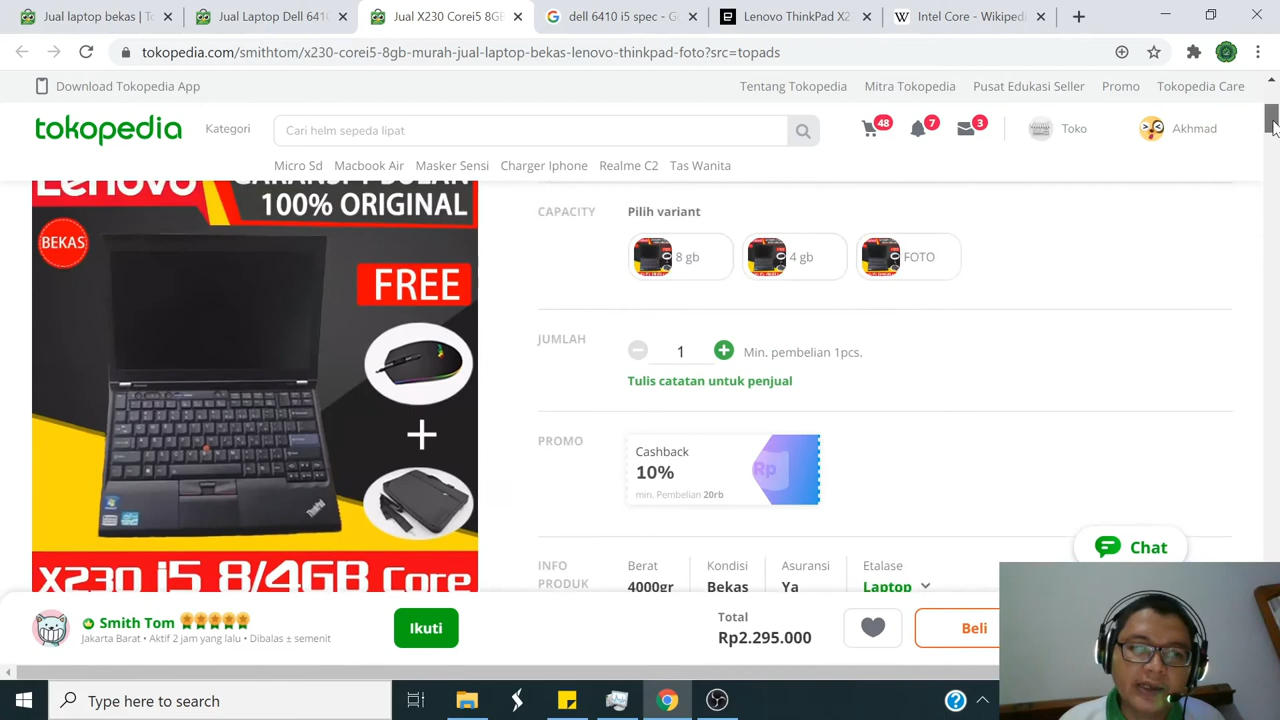 Jual laptop bekas | T
Jual Laptop Dell 6410
Jual X230 Corei5 8GB
dell 6410 i5 spec - Go
Lenovo ThinkPad X2
Intel Core - Wikiped
tokopedia.com/smithtom/x230-corei5-8gb-murah-jual-laptop-bekas-lenovo-thinkpad-foto?src=topads
Download Tokopedia App
Tentang Tokopedia
Mitra Tokopedia
Pusat Edukasi Seller
Promo
Tokopedia Care
tokopedia
Kategori
Cari helm sepeda lipat
48
7
3
Toko
Akhmad
Micro Sd
Macbook Air
Masker Sensi
Charger Iphone
Realme C2
Tas Wanita
Lenovo
100% ORIGINAL
BEKAS
FREE
+
ThinkPad
X230 i5 8/4GB Core
CAPACITY
Pilih variant
8 gb
4 gb
FOTO
JUMLAH
1
Min. pembelian 1pcs.
Tulis catatan untuk penjual
PROMO
Cashback
10%
min. Pembelian 20rb
Rp
INFO PRODUK
Berat
4000gr
Kondisi
Bekas
Asuransi
Ya
Etalase
Laptop
Chat
Smith Tom
Jakarta Barat • Aktif 2 jam yang lalu • Dibalas ± semenit
Ikuti
Total
Rp2.295.000
Beli
Type here to search